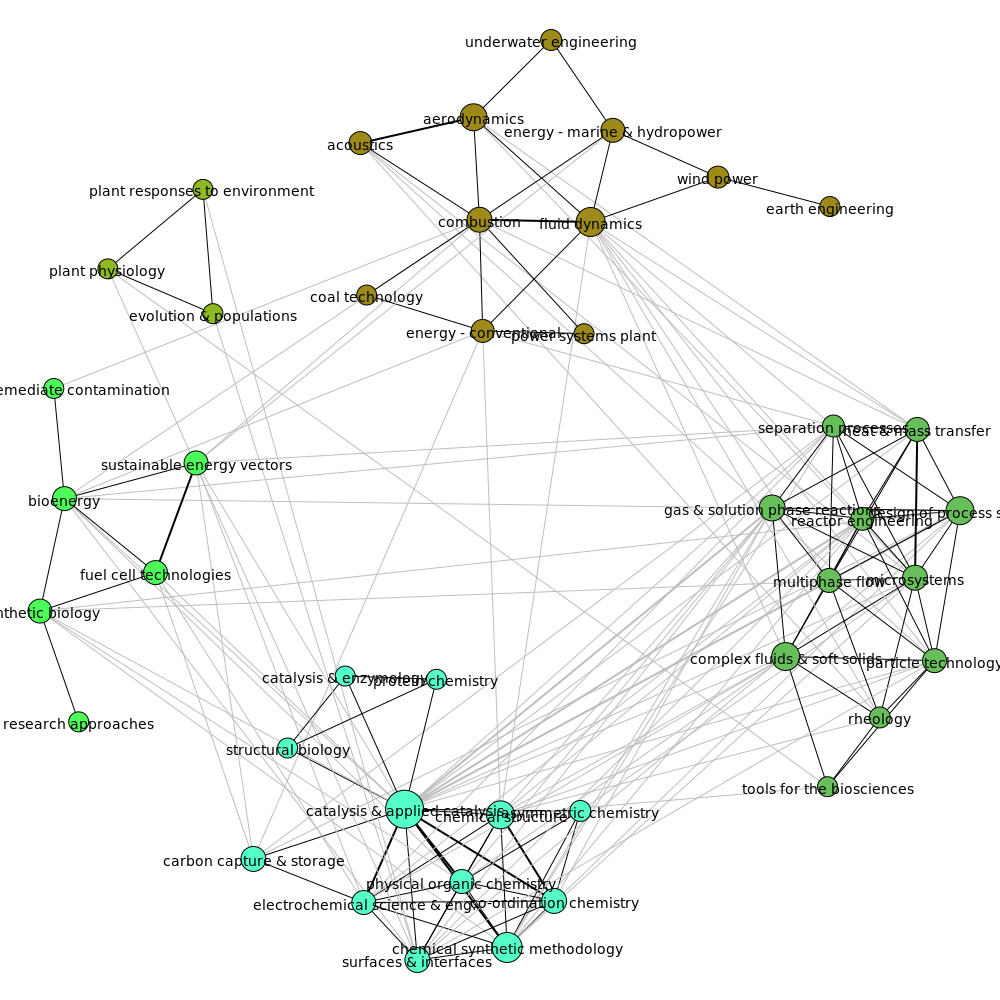 underwater engineering
aerodynamics
energy - marine & hydropower
acoustics
wind power
plant responses to environment
earth engineering
combustion
fluid dynamics
plant physiology
coal technology
evolution & populations
energy - conventional
power systems plant
emediate contamination
separation processes
heat & mass transfer
sustainable energy vectors
bioenergy
gas & solution phase reactions
design of process s
reactor engineering
fuel cell technologies
multiphase flow
microsystems
nthetic biology
complex fluids & soft solids
particle technology
catalysis & enzymology
protein chemistry
rheology
research approaches
structural biology
tools for the biosciences
catalysis & applied catalysis
asymmetric chemistry
chemical structure
carbon capture & storage
physical organic chemistry
electrochemical science & eng.
co-ordination chemistry
chemical synthetic methodology
surfaces & interfaces